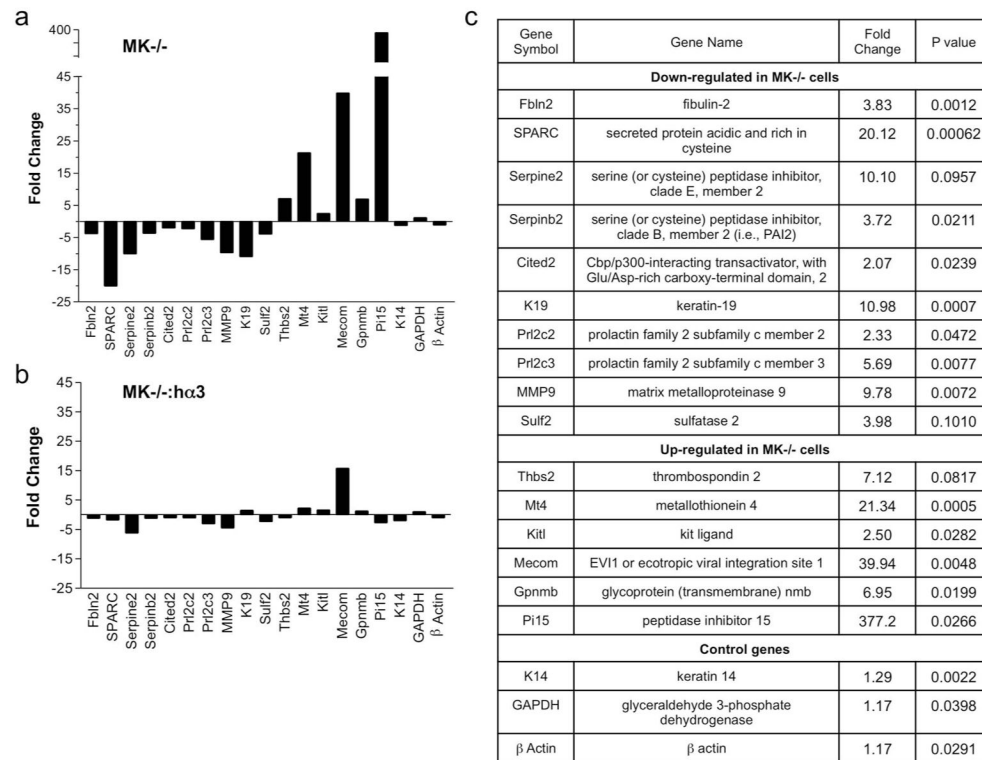 a
MK-/-
Fold Change
400
45
35
25
15
5
-5
-15
-25
Fbln2
SPARC
Serpine2
Serpinb2
Cited2
Prl2c2
Prl2c3
MMP9
K19
Sulf2
Thbs2
Mt4
Kitl
Mecom
Gpnmb
Pi15
K14
GAPDH
β Actin
b
MK-/-:hα3
Fold Change
45
35
25
15
5
-5
-15
-25
Fbln2
SPARC
Serpine2
Serpinb2
Cited2
Prl2c2
Prl2c3
MMP9
K19
Sulf2
Thbs2
Mt4
Kitl
Mecom
Gpnmb
Pi15
K14
GAPDH
β Actin
c
Gene Symbol Gene Name Fold Change P value
Down-regulated in MK-/- cells
Fbln2 fibulin-2 3.83 0.0012
SPARC secreted protein acidic and rich in cysteine 20.12 0.00062
Serpine2 serine (or cysteine) peptidase inhibitor, clade E, member 2 10.10 0.0957
Serpinb2 serine (or cysteine) peptidase inhibitor, clade B, member 2 (i.e., PAI2) 3.72 0.0211
Cited2 Cbp/p300-interacting transactivator, with Glu/Asp-rich carboxy-terminal domain, 2 2.07 0.0239
K19 keratin-19 10.98 0.0007
Prl2c2 prolactin family 2 subfamily c member 2 2.33 0.0472
Prl2c3 prolactin family 2 subfamily c member 3 5.69 0.0077
MMP9 matrix metalloproteinase 9 9.78 0.0072
Sulf2 sulfatase 2 3.98 0.1010
Up-regulated in MK-/- cells
Thbs2 thrombospondin 2 7.12 0.0817
Mt4 metallothionein 4 21.34 0.0005
Kitl kit ligand 2.50 0.0282
Mecom EVI1 or ecotropic viral integration site 1 39.94 0.0048
Gpnmb glycoprotein (transmembrane) nmb 6.95 0.0199
Pi15 peptidase inhibitor 15 377.2 0.0266
Control genes
K14 keratin 14 1.29 0.0022
GAPDH glyceraldehyde 3-phosphate dehydrogenase 1.17 0.0398
β Actin β actin 1.17 0.0291